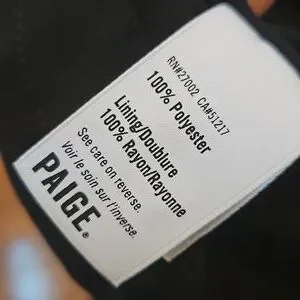 RN#27002 CA#51217
100% Polyester
Lining/Doublure
100% Rayon/Rayonne
See care on reverse.
Voir le soin sur l'inverse.
PAIGE®